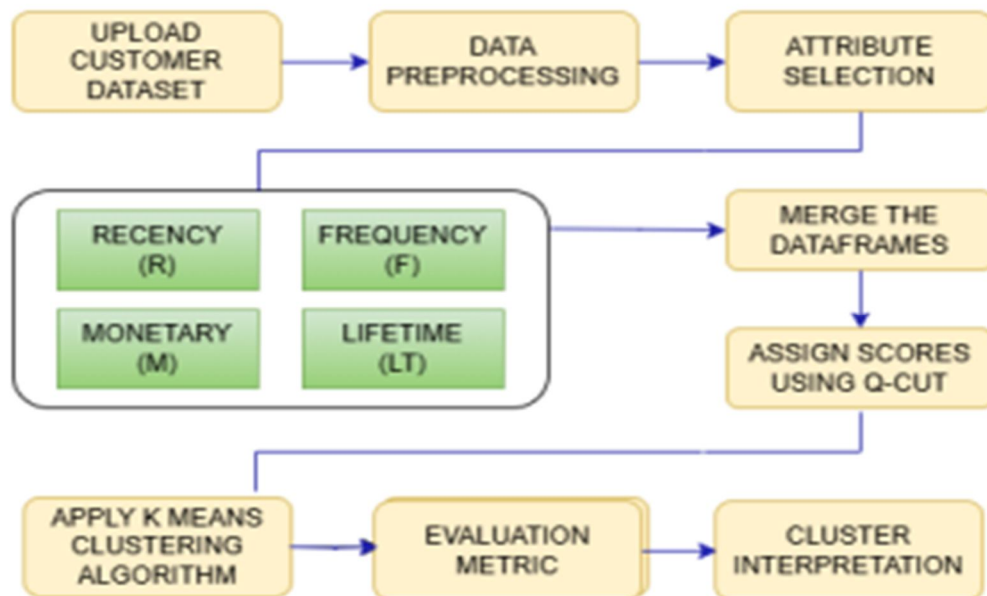 UPLOAD
CUSTOMER
DATASET
DATA
PREPROCESSING
ATTRIBUTE
SELECTION
RECENCY
(R)
FREQUENCY
(F)
MONETARY
(M)
LIFETIME
(LT)
MERGE THE
DATAFRAMES
ASSIGN SCORES
USING Q-CUT
APPLY K MEANS
CLUSTERING
ALGORITHM
EVALUATION
METRIC
CLUSTER
INTERPRETATION